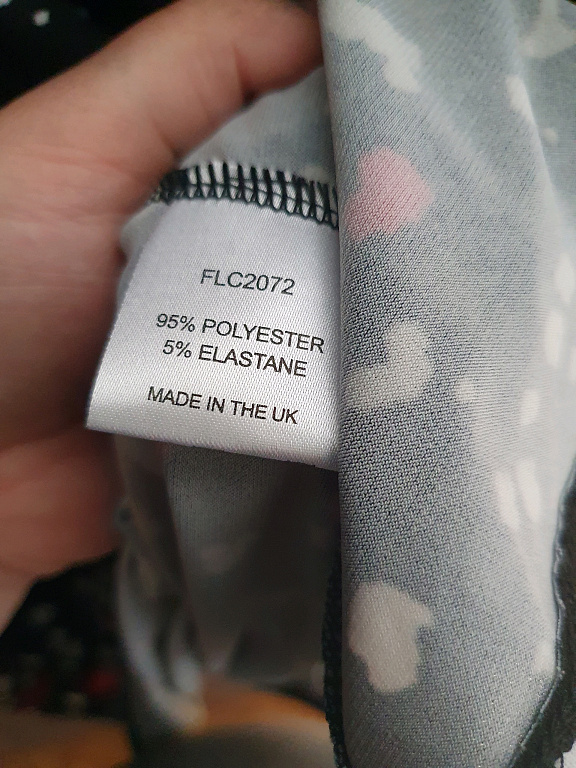 FLC2072
95% POLYESTER
5% ELASTANE
MADE IN THE UK